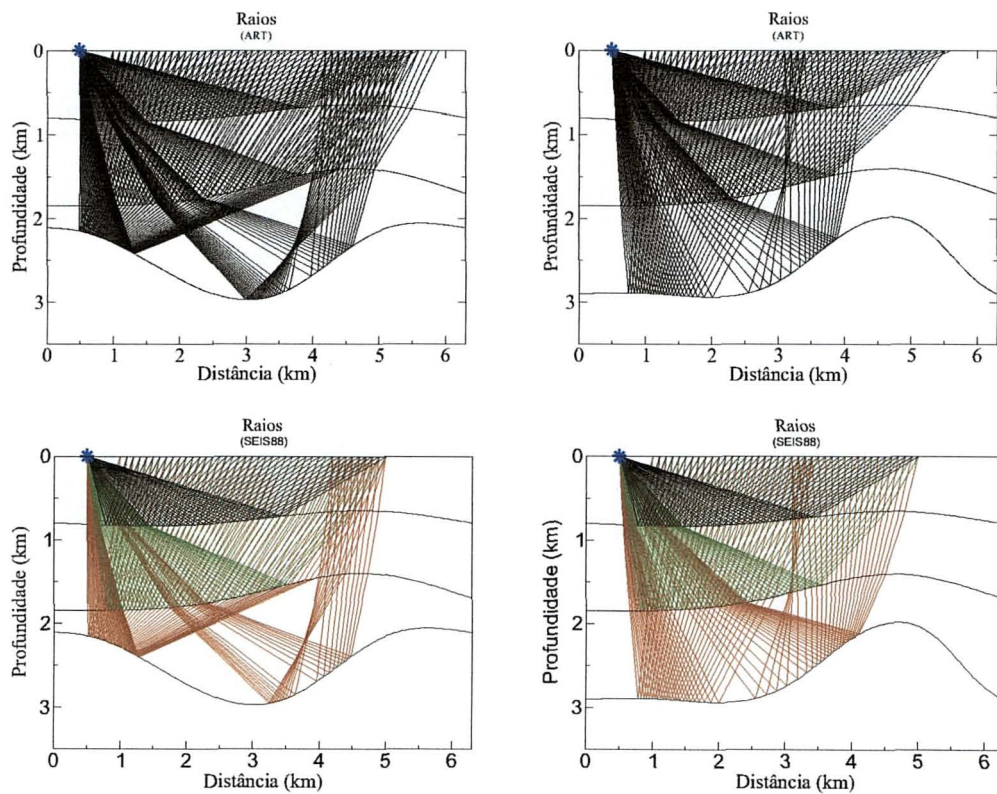 Raios
(ART)
0
1
2
3
Profundidade (km)
0 1 2 3 4 5 6
Distância (km)
Raios
(ART)
0
1
2
3
Profundidadc (km)
0 1 2 3 4 5 6
Distância (km)
Raios
(SEIS88)
0
1
2
3
Profundidade (km)
0 1 2 3 4 5 6
Distância (km)
Raios
(SEIS88)
0
1
2
3
Profundidade (km)
0 1 2 3 4 5 6
Distância (km)